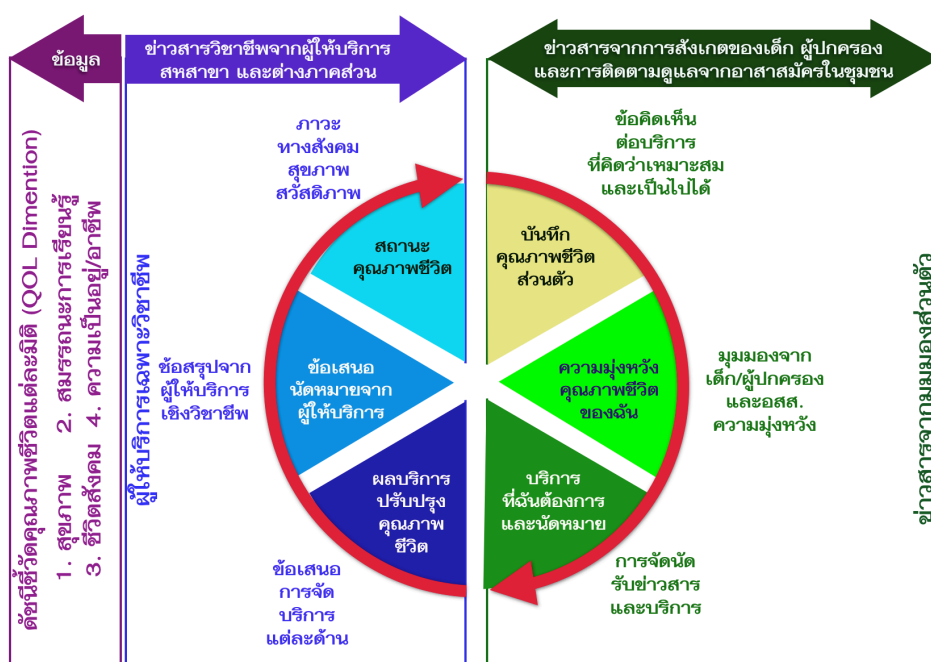 ข้อมูล
ข่าวสารวิชาชีพจากผู้ให้บริการ
สหสาขา และต่างภาคส่วน
ข่าวสารจากการสังเกตของเด็ก ผู้ปกครอง
และการติดตามดูแลจากอาสาสมัครในชุมชน
ดัชนีชี้วัดคุณภาพชีวิตแต่ละมิติ (QOL Dimention)
1. สุขภาพ 2. สมรรถนะการเรียนรู้
3. ชีวิตสังคม 4. ความเป็นอยู่/อาชีพ
ผู้ให้บริการเฉพาะวิชาชีพ
ภาวะ
ทางสังคม
สุขภาพ
สวัสดิภาพ
ข้อคิดเห็น
ต่อบริการ
ที่คิดว่าเหมาะสม
และเป็นไปได้
สถานะ
คุณภาพชีวิต
บันทึก
คุณภาพชีวิต
ส่วนตัว
ข้อสรุปจาก
ผู้ให้บริการ
เชิงวิชาชีพ
ข้อเสนอ
นัดหมายจาก
ผู้ให้บริการ
ความมุ่งหวัง
คุณภาพชีวิต
ของฉัน
มุมมองจาก
เด็ก/ผู้ปกครอง
และอสส.
ความมุ่งหวัง
ผลบริการ
ปรับปรุง
คุณภาพ
ชีวิต
บริการ
ที่ฉันต้องการ
และนัดหมาย
ข้อเสนอ
การจัด
บริการ
แต่ละด้าน
การจัดนัด
รับข่าวสาร
และบริการ
ข่าวสารจากมุมมองส่วนตัว